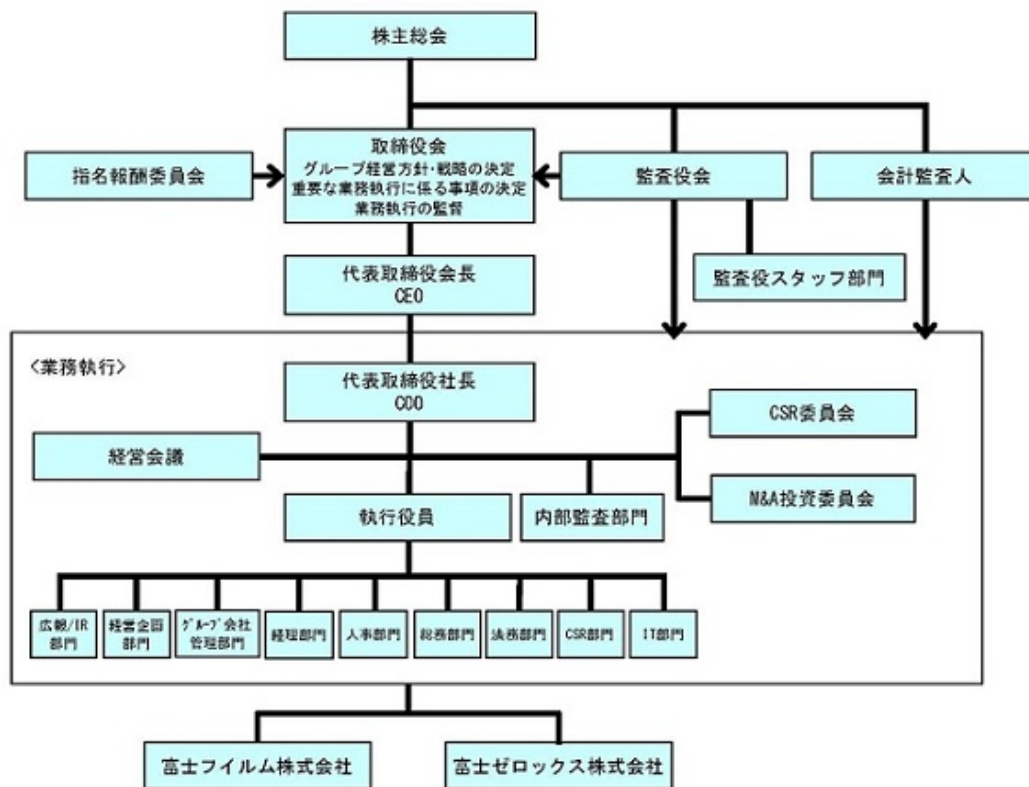 株主総会
取締役会
グループ経営方針・戦略の決定
重要な業務執行に係る事項の決定
業務執行の監督
指名報酬委員会
監査役会
会計監査人
監査役スタッフ部門
代表取締役会長
CEO
<業務執行>
代表取締役社長
COO
CSR委員会
経営会議
M&A投資委員会
執行役員
内部監査部門
広報/IR
部門
経営企画
部門
グループ会社
管理部門
経理部門
人事部門
総務部門
法務部門
CSR部門
IT部門
富士フイルム株式会社
富士ゼロックス株式会社